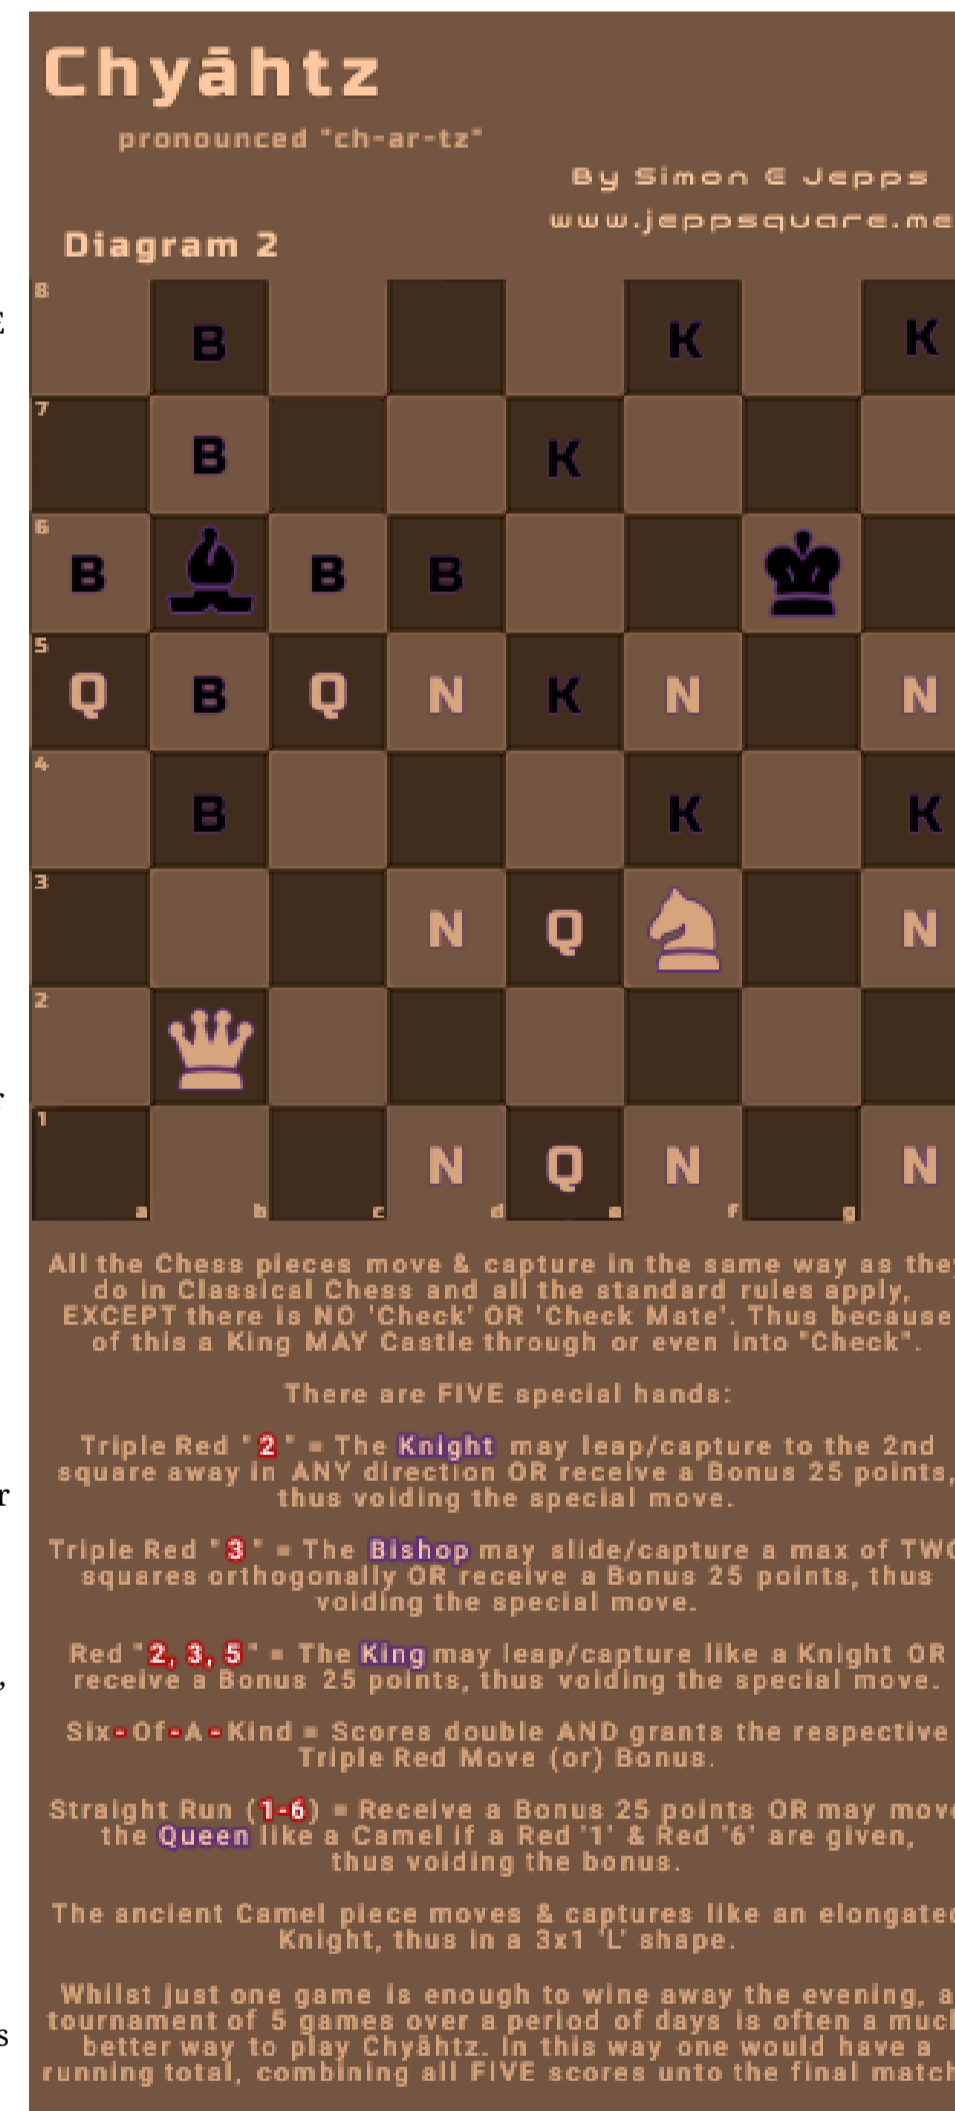 Chyāhtz
pronounced "ch-ar-tz"
By Simon E Jepps
www.jeppsquare.me
Diagram 2
8
B
K
K
7
B
K
6
B
B
B
5
Q
B
Q
N
K
N
N
4
B
K
K
3
N
Q
N
2
1
N
Q
N
N
a
b
c
d
e
f
g
All the Chess pieces move & capture in the same way as they
do in Classical Chess and all the standard rules apply,
EXCEPT there is NO 'Check' OR 'Check Mate'. Thus because
of this a King MAY Castle through or even into "Check".
There are FIVE special hands:
Triple Red "2" = The Knight may leap/capture to the 2nd
square away in ANY direction OR receive a Bonus 25 points,
thus voiding the special move.
Triple Red "3" = The Bishop may slide/capture a max of TWO
squares orthogonally OR receive a Bonus 25 points, thus
voiding the special move.
Red "2, 3, 5" = The King may leap/capture like a Knight OR
receive a Bonus 25 points, thus voiding the special move.
Six-Of-A-Kind = Scores double AND grants the respective
Triple Red Move (or) Bonus.
Straight Run (1-6) = Receive a Bonus 25 points OR may move
the Queen like a Camel if a Red '1' & Red '6' are given,
thus voiding the bonus.
The ancient Camel piece moves & captures like an elongated
Knight, thus in a 3x1 'L' shape.
Whilst just one game is enough to wine away the evening, a
tournament of 5 games over a period of days is often a much
better way to play Chyāhtz. In this way one would have a
running total, combining all FIVE scores unto the final match